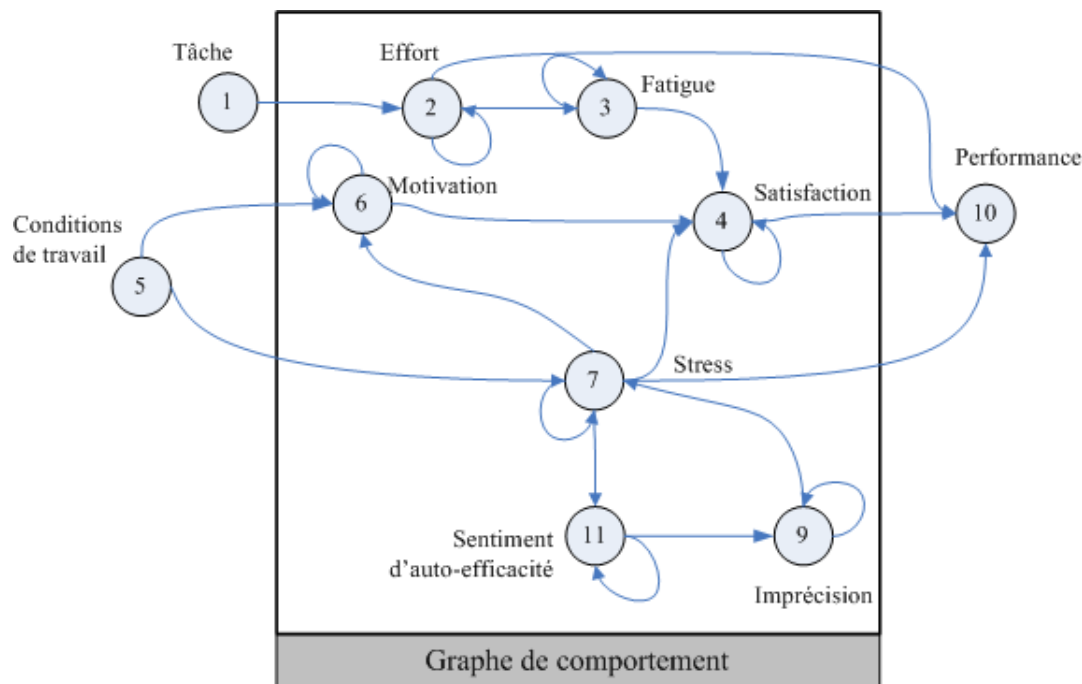 Tâche
1
Effort
2
3
Fatigue
Performance
10
6
Motivation
4
Satisfaction
Conditions
de travail
5
7
Stress
11
9
Sentiment
d'auto-efficacité
Imprécision
Graphe de comportement